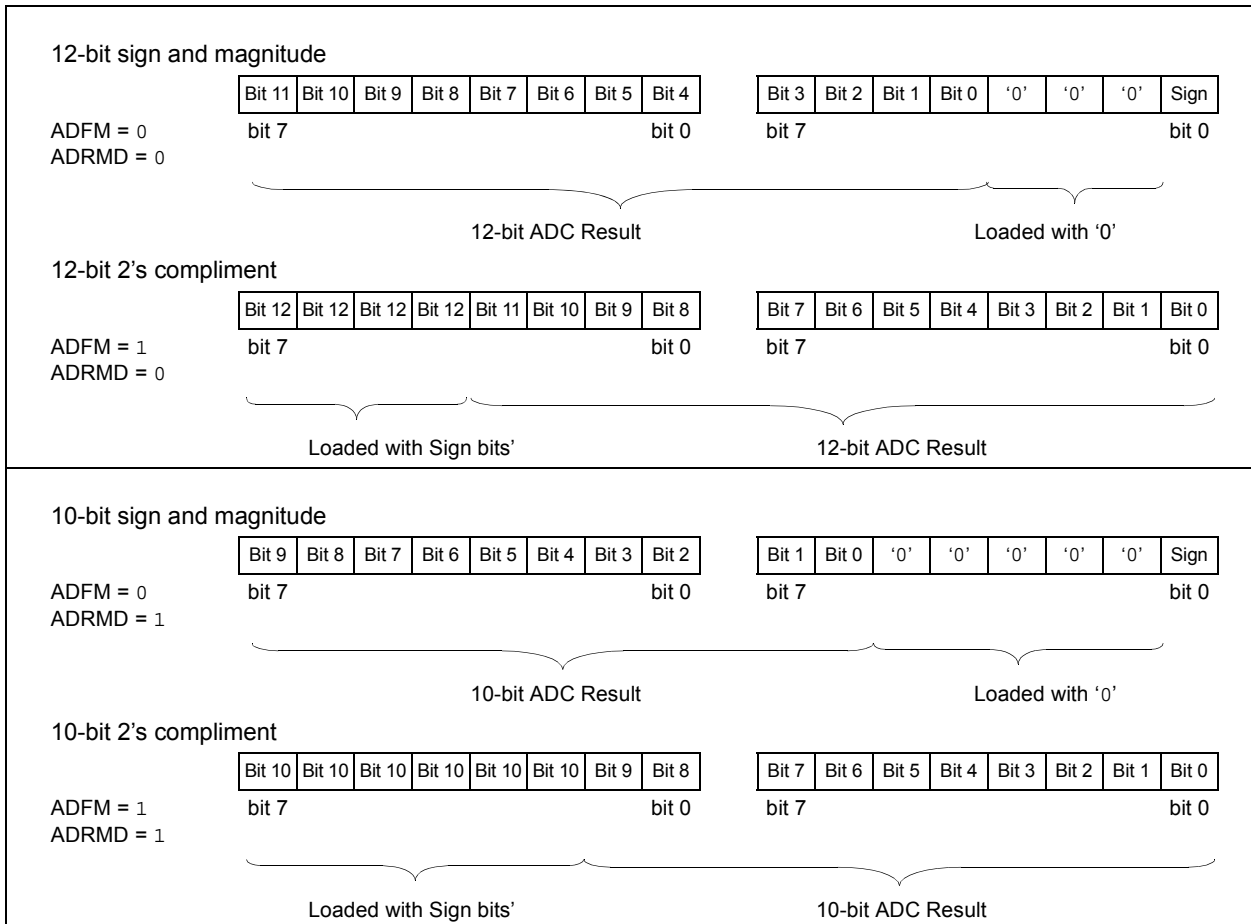 12-bit sign and magnitude
Bit 11 Bit 10 Bit 9 Bit 8 Bit 7 Bit 6 Bit 5 Bit 4 Bit 3 Bit 2 Bit 1 Bit 0 ‘0’ ‘0’ ‘0’ Sign
ADFM = 0 bit 7 bit 0 bit 7 bit 0
ADRMD = 0
12-bit ADC Result Loaded with ‘0’
12-bit 2’s compliment
Bit 12 Bit 12 Bit 12 Bit 12 Bit 11 Bit 10 Bit 9 Bit 8 Bit 7 Bit 6 Bit 5 Bit 4 Bit 3 Bit 2 Bit 1 Bit 0
ADFM = 1 bit 7 bit 0 bit 7 bit 0
ADRMD = 0
Loaded with Sign bits’ 12-bit ADC Result
10-bit sign and magnitude
Bit 9 Bit 8 Bit 7 Bit 6 Bit 5 Bit 4 Bit 3 Bit 2 Bit 1 Bit 0 ‘0’ ‘0’ ‘0’ ‘0’ ‘0’ Sign
ADFM = 0 bit 7 bit 0 bit 7 bit 0
ADRMD = 1
10-bit ADC Result Loaded with ‘0’
10-bit 2’s compliment
Bit 10 Bit 10 Bit 10 Bit 10 Bit 10 Bit 10 Bit 9 Bit 8 Bit 7 Bit 6 Bit 5 Bit 4 Bit 3 Bit 2 Bit 1 Bit 0
ADFM = 1 bit 7 bit 0 bit 7 bit 0
ADRMD = 1
Loaded with Sign bits’ 10-bit ADC Result